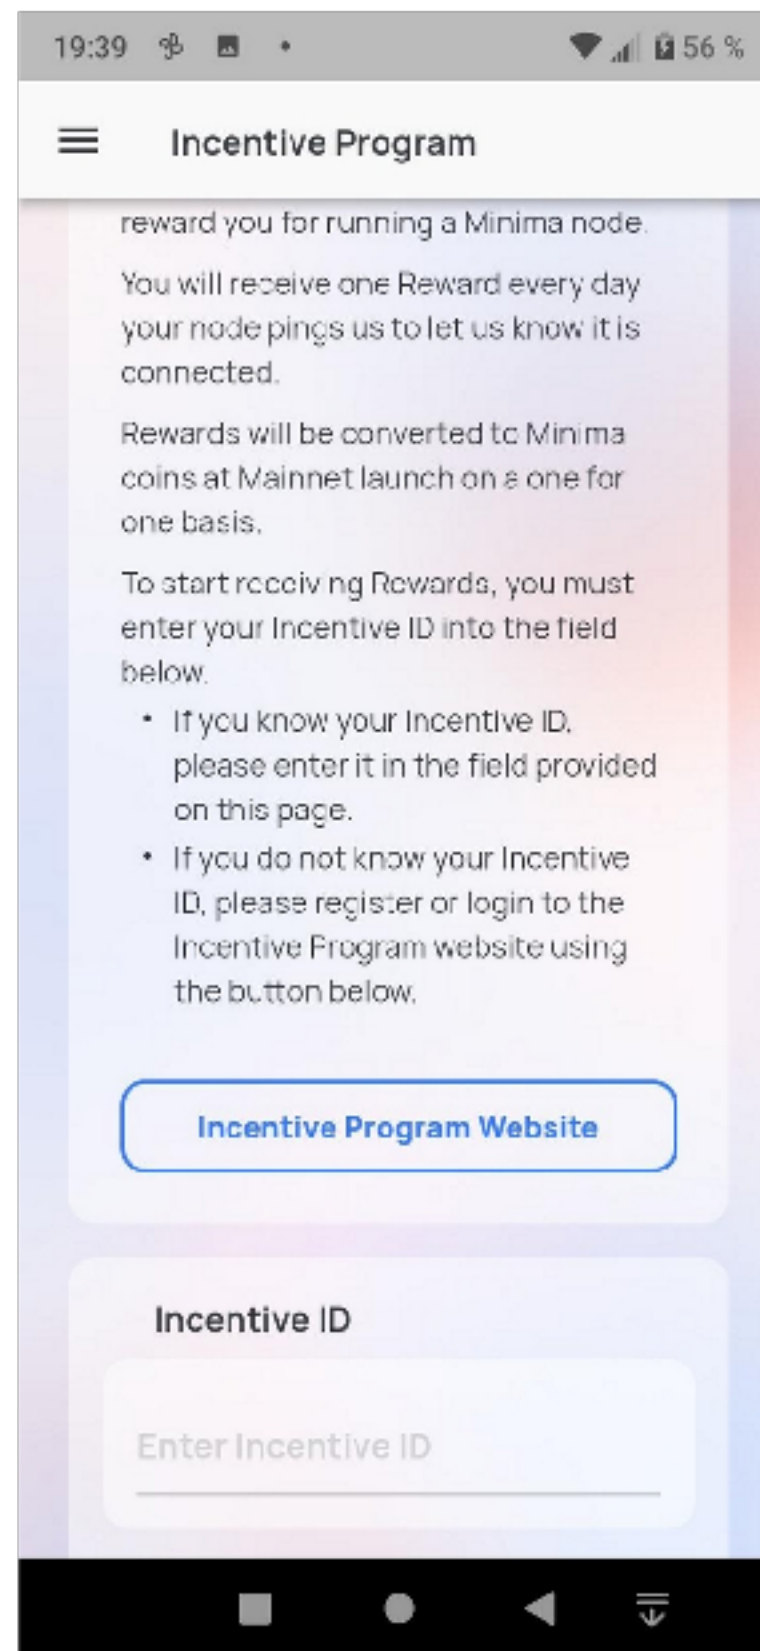 19:39
56 %
Incentive Program
reward you for running a Minima node.
You will receive one Reward every day
your node pings us to let us know it is
connected.
Rewards will be converted to Minima
coins at Mainnet launch on a one for
one basis.
To start receiving Rewards, you must
enter your Incentive ID into the field
below.
• If you know your Incentive ID,
please enter it in the field provided
on this page.
• If you do not know your Incentive
ID, please register or login to the
Incentive Program website using
the button below.
Incentive Program Website
Incentive ID
Enter Incentive ID